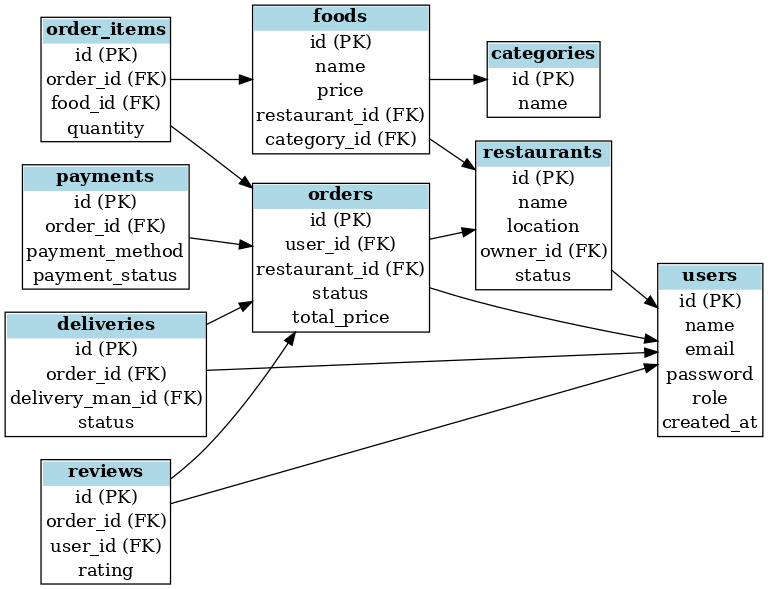 order_items
id (PK)
order_id (FK)
food_id (FK)
quantity
payments
id (PK)
order_id (FK)
payment_method
payment_status
deliveries
id (PK)
order_id (FK)
delivery_man_id (FK)
status
reviews
id (PK)
order_id (FK)
user_id (FK)
rating
foods
id (PK)
name
price
restaurant_id (FK)
category_id (FK)
orders
id (PK)
user_id (FK)
restaurant_id (FK)
status
total_price
categories
id (PK)
name
restaurants
id (PK)
name
location
owner_id (FK)
status
users
id (PK)
name
email
password
role
created_at